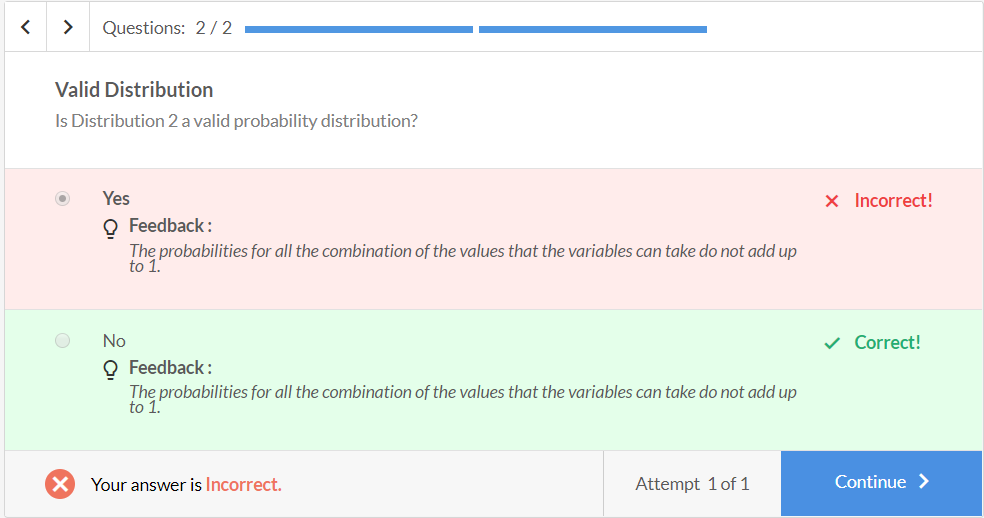 Questions: 2 / 2
Valid Distribution
Is Distribution 2 a valid probability distribution?
Yes
Incorrect!
Feedback :
The probabilities for all the combination of the values that the variables can take do not add up
to 1.
No
Correct!
Feedback :
The probabilities for all the combination of the values that the variables can take do not add up
to 1.
Your answer is Incorrect.
Attempt 1 of 1
Continue